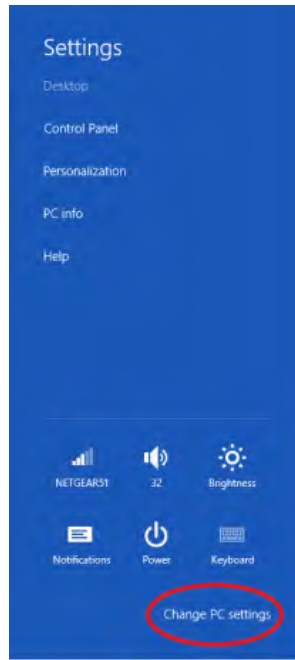 Settings
Desktop
Control Panel
Personalization
PC info
Help
NETGEAR51 32 Brightness
Notifications Power Keyboard
Change PC settings